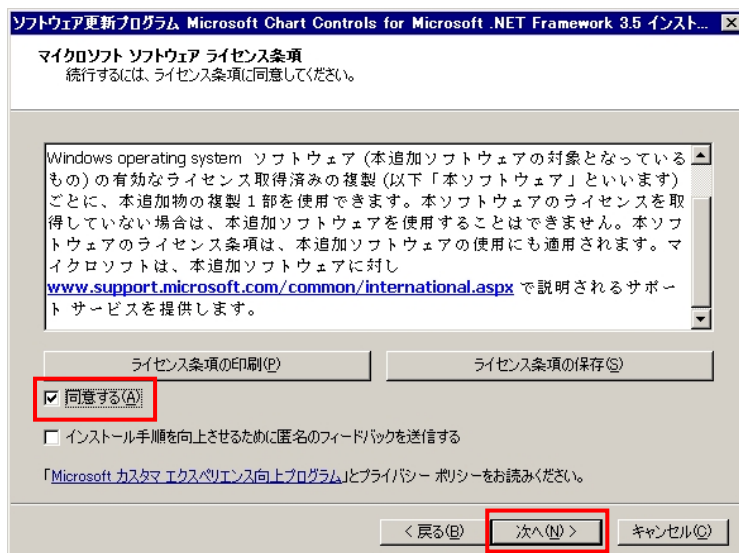 ソフトウェア更新プログラム Microsoft Chart Controls for Microsoft .NET Framework 3.5 インスト...
マイクロソフト ソフトウェア ライセンス条項
続行するには、ライセンス条項に同意してください。
Windows operating system ソフトウェア (本追加ソフトウェアの対象となっている
もの) の有効なライセンス取得済みの複製 (以下「本ソフトウェア」といいます)
ごとに、本追加物の複製 1 部を使用できます。本ソフトウェアのライセンスを取
得していない場合は、本追加ソフトウェアを使用することはできません。本ソフ
トウェアのライセンス条項は、本追加ソフトウェアの使用にも適用されます。マ
イクロソフトは、本追加ソフトウェアに対し
www.support.microsoft.com/common/international.aspx で説明されるサポー
ト サービスを提供します。
ライセンス条項の印刷(P)
ライセンス条項の保存(S)
同意する(A)
インストール手順を向上させるために匿名のフィードバックを送信する
「Microsoft カスタマ エクスペリエンス向上プログラム」とプライバシー ポリシーをお読みください。
< 戻る(B)
次へ(N) >
キャンセル(C)